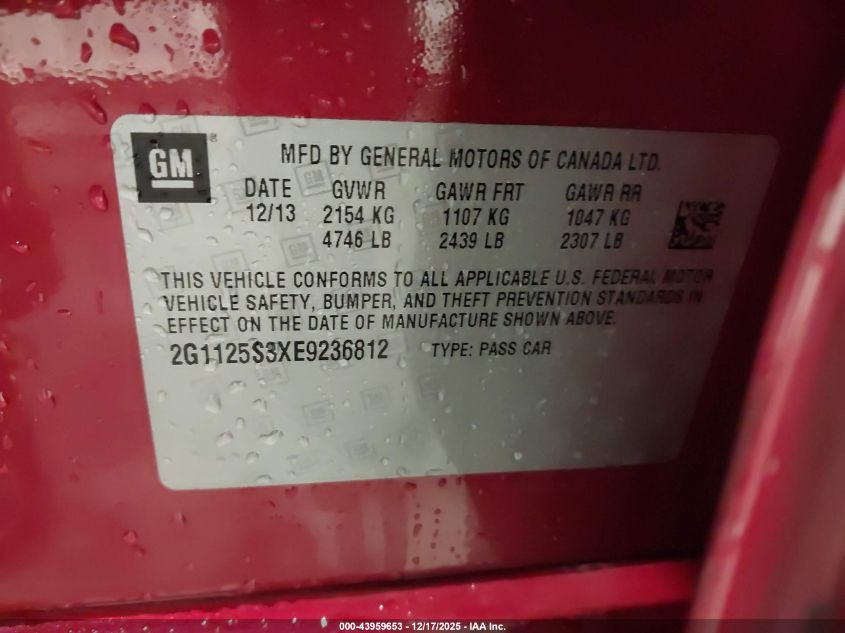 GM
MFD BY GENERAL MOTORS OF CANADA LTD.
DATE GVWR GAWR FRT GAWR RR
12/13 2154 KG 1107 KG 1047 KG
4746 LB 2439 LB 2307 LB
THIS VEHICLE CONFORMS TO ALL APPLICABLE U.S. FEDERAL MOTOR
VEHICLE SAFETY, BUMPER, AND THEFT PREVENTION STANDARDS IN
EFFECT ON THE DATE OF MANUFACTURE SHOWN ABOVE.
2G1125S3XE9236812 TYPE: PASS CAR
000-43959653 - 12/17/2025 - IAA Inc.